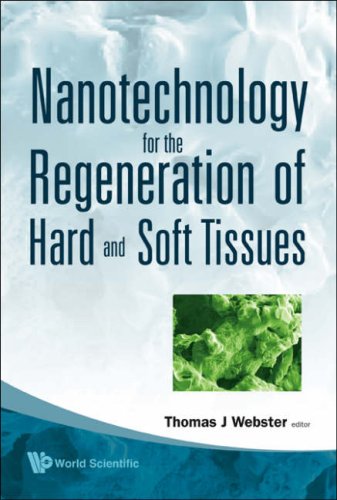 Nanotechnology
for the
Regeneration of
Hard and Soft Tissues
Thomas J Webster editor
World Scientific